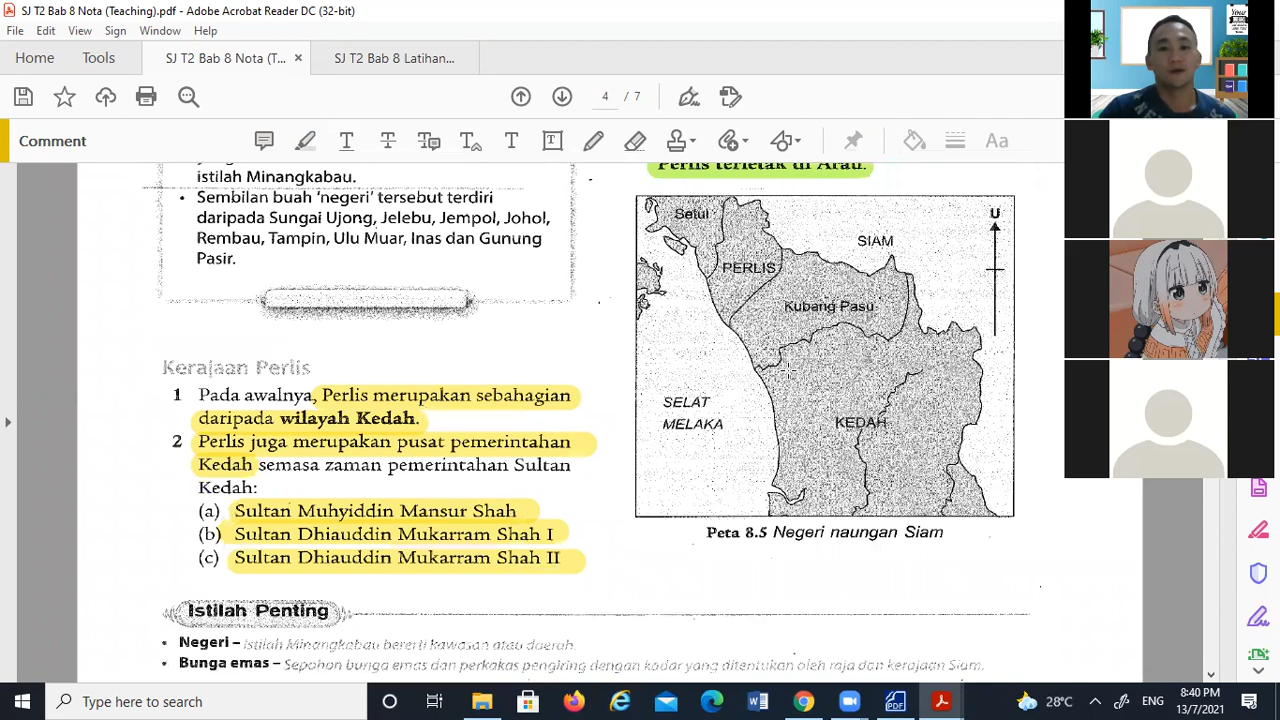 SJ T2 Bab 8 Nota (Teaching).pdf - Adobe Acrobat Reader DC (32-bit)
File Edit View Sign Window Help
Home Tools SJ T2 Bab 8 Nota (T... × SJ T2 Bab 8 Latihan...
4 / 7
Comment
istilah Minangkabau.
• Sembilan buah 'negeri' tersebut terdiri
daripada Sungai Ujong, Jelebu, Jempol, Johol,
Rembau, Tampin, Ulu Muar, Inas dan Gunung
Pasir.
Kerajaan Perlis
1 Pada awalnya, Perlis merupakan sebahagian
daripada wilayah Kedah.
2 Perlis juga merupakan pusat pemerintahan
Kedah semasa zaman pemerintahan Sultan
Kedah:
(a) Sultan Muhyiddin Mansur Shah
(b) Sultan Dhiauddin Mukarram Shah I
(c) Sultan Dhiauddin Mukarram Shah II
Perlis terletak di Arau.
Setul
U
SIAM
PERLIS
Kubang Pasu
SELAT
MELAKA
KEDAH
Peta 8.5 Negeri naungan Siam
Istilah Penting
• Negeri – Istilah Minangkabau bererti kawasan atau daerah.
• Bunga emas – Sepohon bunga emas dan perkakas pengiring dengan kadar yang ditentukan oleh raja dan kerajaan Siam.
Type here to search
28°C
ENG
8:40 PM
13/7/2021